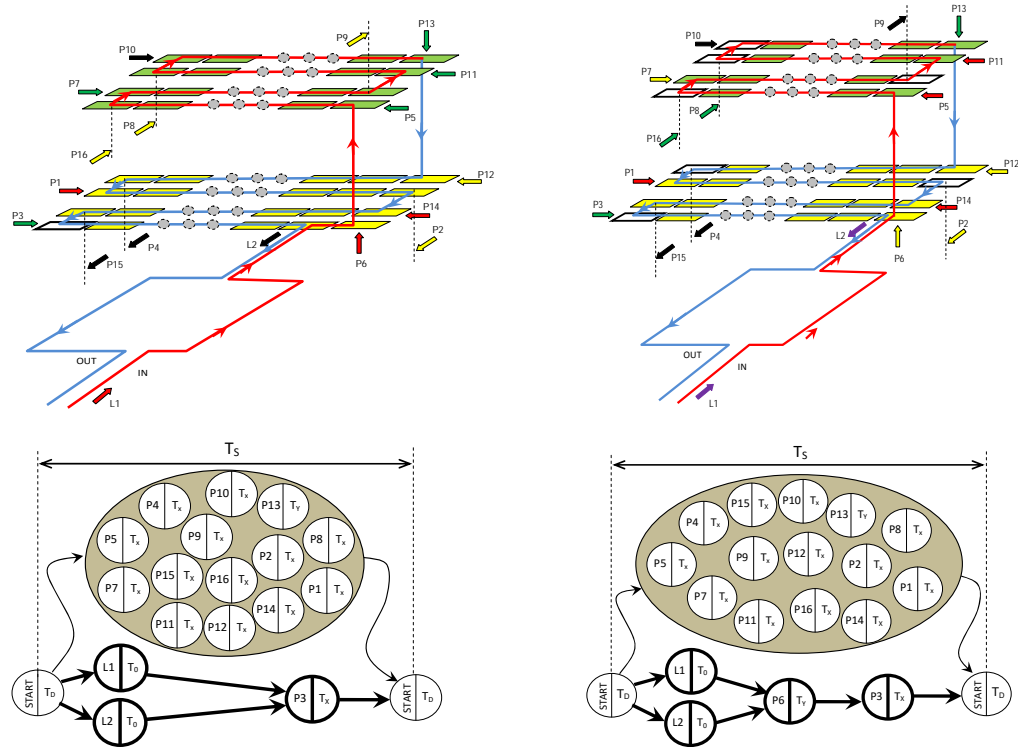 P13
P9
P10
P11
P7
P5
P8
P16
P12
P1
P14
P3
P4
L2
P2
P15
P6
OUT
IN
L1
P13
P9
P10
P11
P7
P5
P8
P16
P12
P1
P14
P3
P4
L2
P2
P15
P6
OUT
IN
L1
TS
P10 TX
P4 TX
P13 TY
P5 TX
P9 TX
P8 TX
P2 TX
P15 TX
P16 TX
P7 TX
P1 TX
P14 TX
P11 TX
P12 TX
START TD
L1 T0
L2 T0
P3 TX
START TD
TS
P15 TX
P10 TX
P4 TX
P13 TY
P8 TX
P5 TX
P9 TX
P12 TX
P2 TX
P7 TX
P1 TX
P11 TX
P16 TX
P14 TX
START TD
L1 T0
L2 T0
P6 TY
P3 TX
START TD